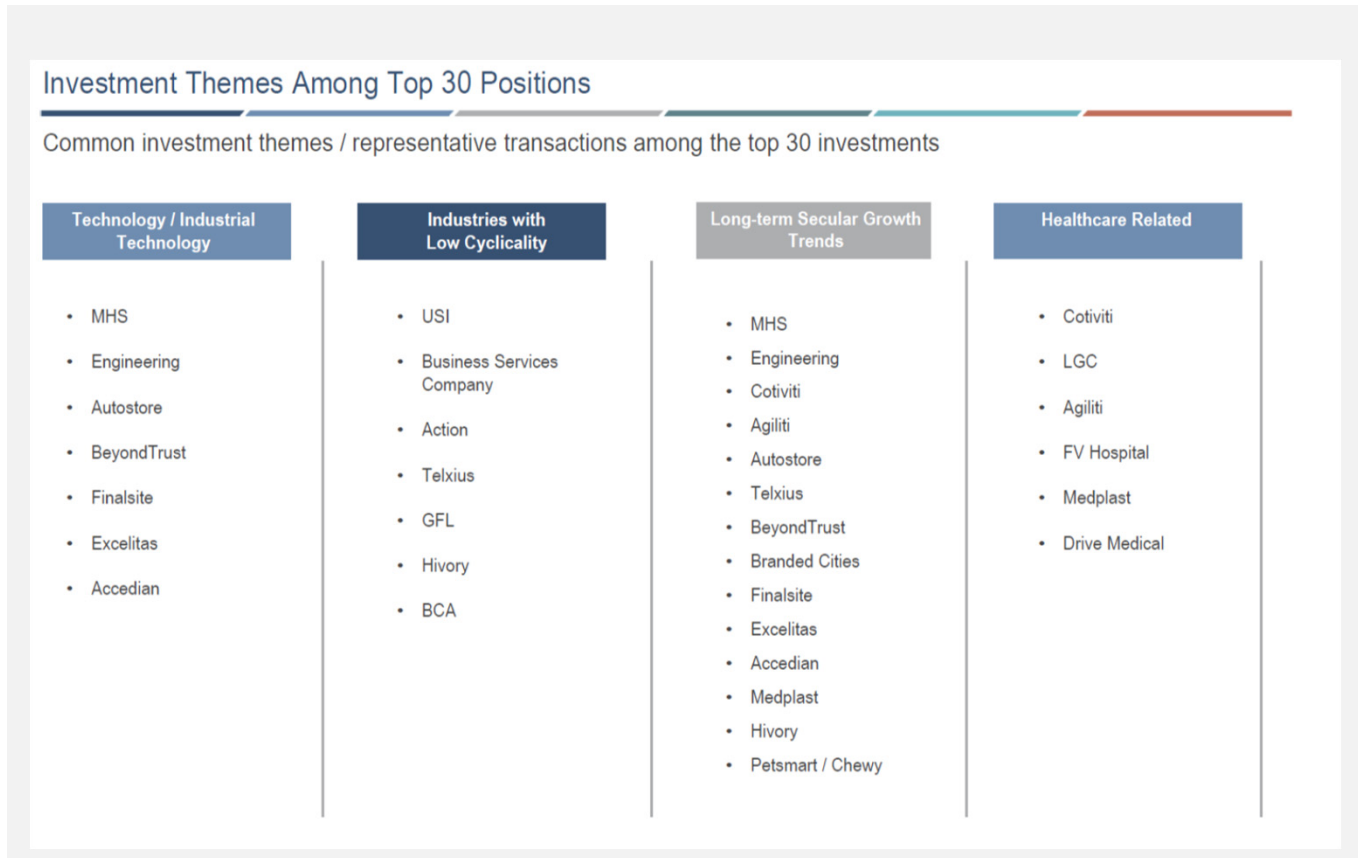 Investment Themes Among Top 30 Positions
Common investment themes / representative transactions among the top 30 investments
Technology / Industrial
Technology
• MHS
• Engineering
• Autostore
• BeyondTrust
• Finalsite
• Excelitas
• Accedian
Industries with
Low Cyclicality
• USI
• Business Services
Company
• Action
• Telxius
• GFL
• Hivory
• BCA
Long-term Secular Growth
Trends
• MHS
• Engineering
• Cotiviti
• Agiliti
• Autostore
• Telxius
• BeyondTrust
• Branded Cities
• Finalsite
• Excelitas
• Accedian
• Medplast
• Hivory
• Petsmart / Chewy
Healthcare Related
• Cotiviti
• LGC
• Agiliti
• FV Hospital
• Medplast
• Drive Medical